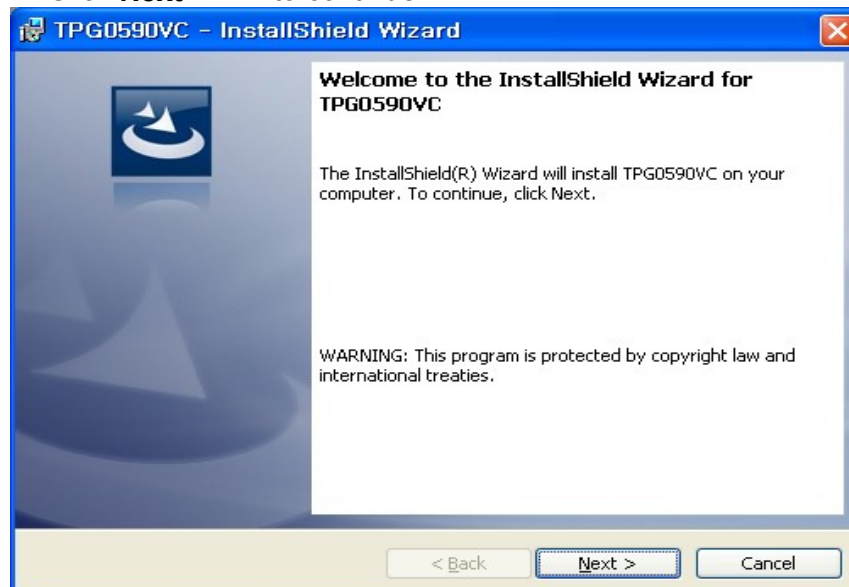 TPG0590VC - InstallShield Wizard
Welcome to the InstallShield Wizard for
TPG0590VC
The InstallShield(R) Wizard will install TPG0590VC on your
computer. To continue, click Next.
WARNING: This program is protected by copyright law and
international treaties.
< Back Next > Cancel